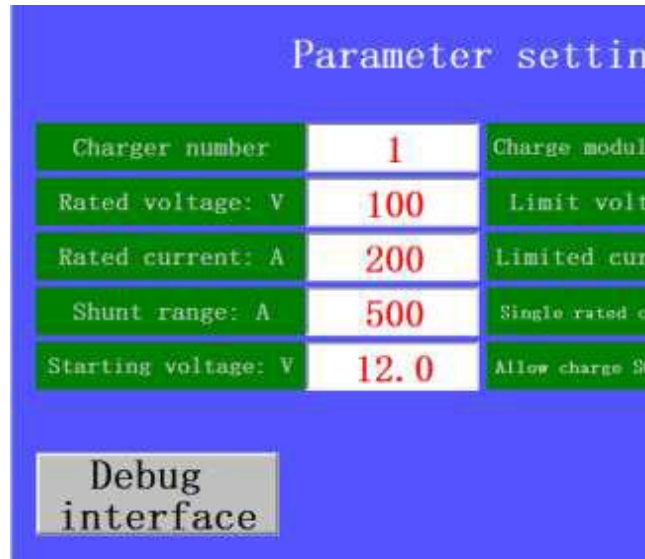 Parameter settin
Charger number 1 Charge modul
Rated voltage: V 100 Limit volt
Rated current: A 200 Limited cur
Shunt range: A 500 Single rated
Starting voltage: V 12.0 Allow charge
Debug
interface